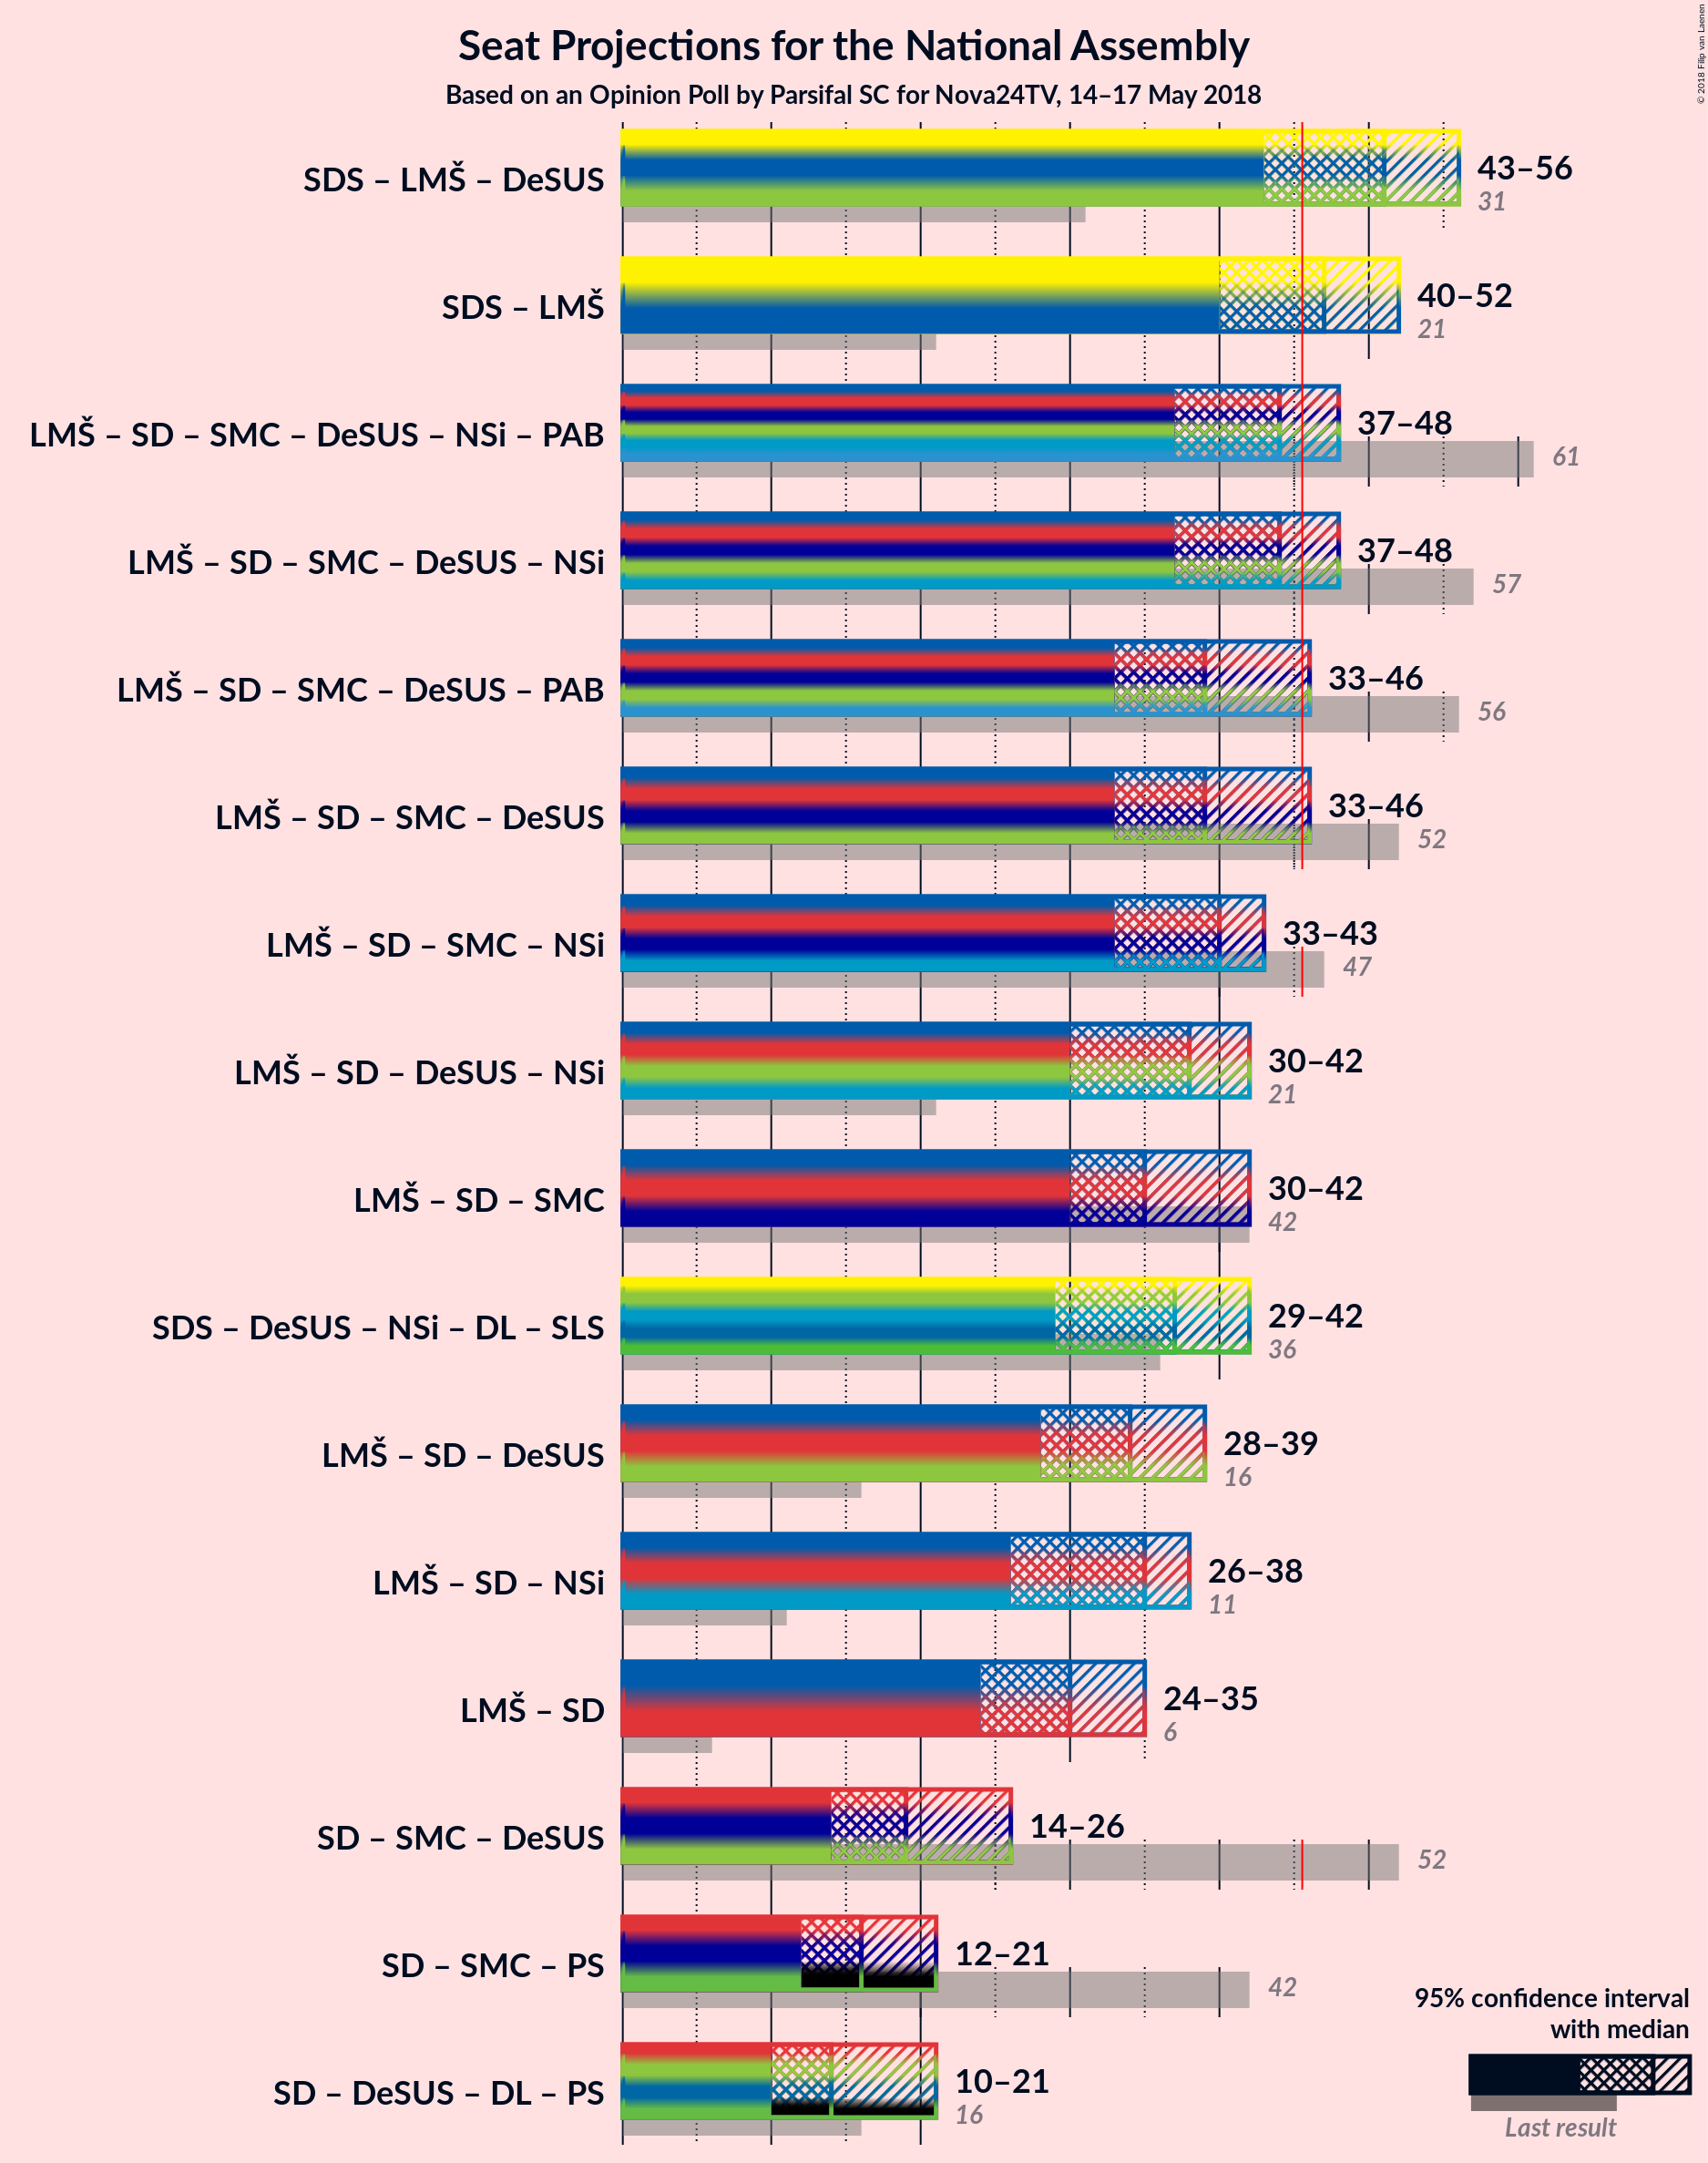 Seat Projections for the National Assembly
Based on an Opinion Poll by Parsifal SC for Nova24TV, 14–17 May 2018
© 2018 Filip van Laenen
SDS – LMŠ – DeSUS
43–56
31
SDS – LMŠ
40–52
21
LMŠ – SD – SMC – DeSUS – NSi – PAB
37–48
61
LMŠ – SD – SMC – DeSUS – NSi
37–48
57
LMŠ – SD – SMC – DeSUS – PAB
33–46
56
LMŠ – SD – SMC – DeSUS
33–46
52
LMŠ – SD – SMC – NSi
33–43
47
LMŠ – SD – DeSUS – NSi
30–42
21
LMŠ – SD – SMC
30–42
42
SDS – DeSUS – NSi – DL – SLS
29–42
36
LMŠ – SD – DeSUS
28–39
16
LMŠ – SD – NSi
26–38
11
LMŠ – SD
24–35
6
SD – SMC – DeSUS
14–26
52
SD – SMC – PS
12–21
42
SD – DeSUS – DL – PS
10–21
16
95% confidence interval
with median
Last result